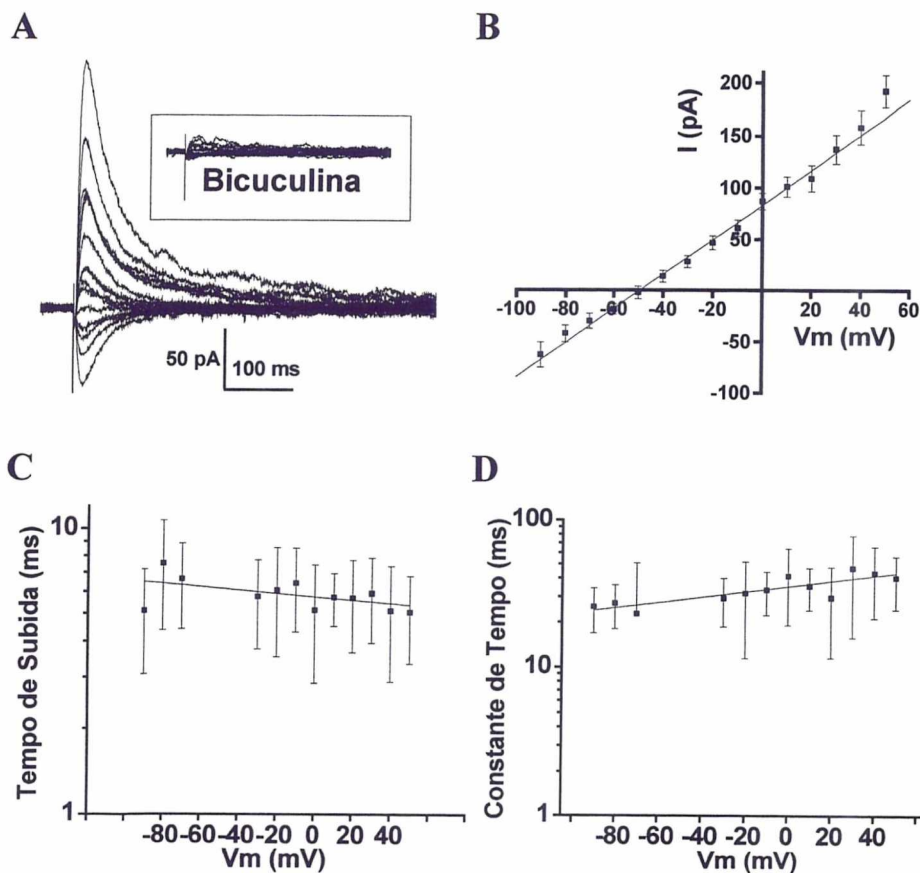 A
Bicuculina
50 pA
100 ms
B
I (pA)
200
150
100
50
-50
-100
-100 -80 -60 -40 -20 20 40 60
Vm (mV)
C
Tempo de Subida (ms)
10
1
-80 -60 -40 -20 0 20 40
Vm (mV)
D
Constante de Tempo (ms)
100
10
1
-80 -60 -40 -20 0 20 40
Vm (mV)